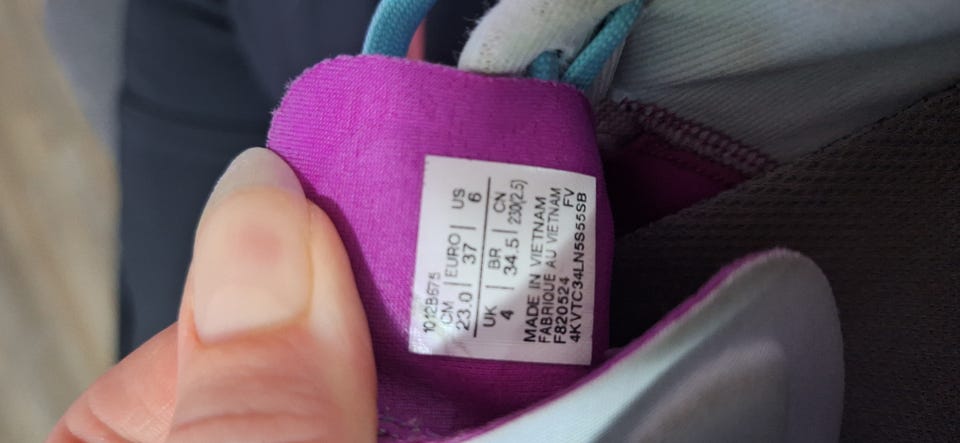 1012B675
CM | EURO | US
23.0 | 37 | 6
UK | BR | CN
4 | 34.5 | 230(2.5)
MADE IN VIETNAM
FABRIQUE AU VIETNAM
F820524 FV
4KVTC34LN5S55SB